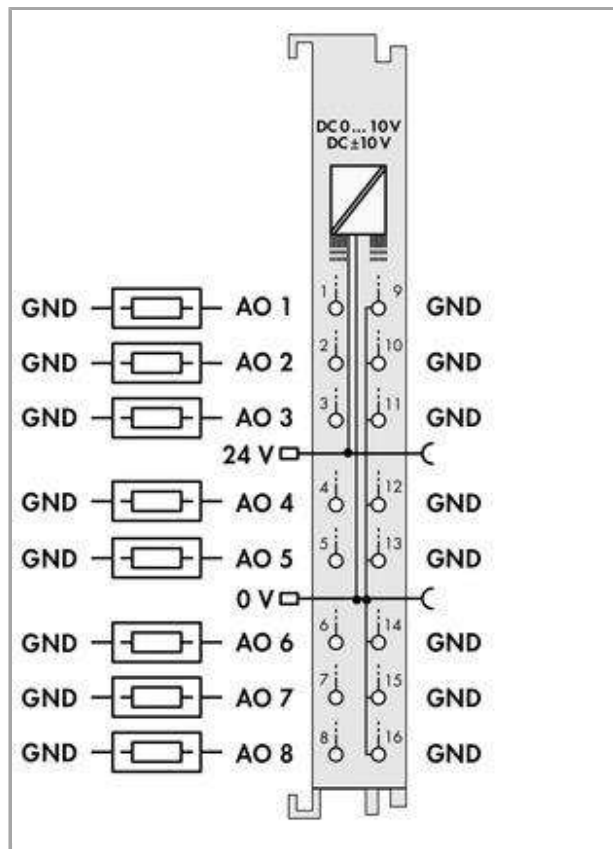 DC 0... 10 V
DC ±10 V
GND AO 1 1 9 GND
GND AO 2 2 10 GND
GND AO 3 3 11 GND
24 V
GND AO 4 4 12 GND
GND AO 5 5 13 GND
0 V
GND AO 6 6 14 GND
GND AO 7 7 15 GND
GND AO 8 8 16 GND